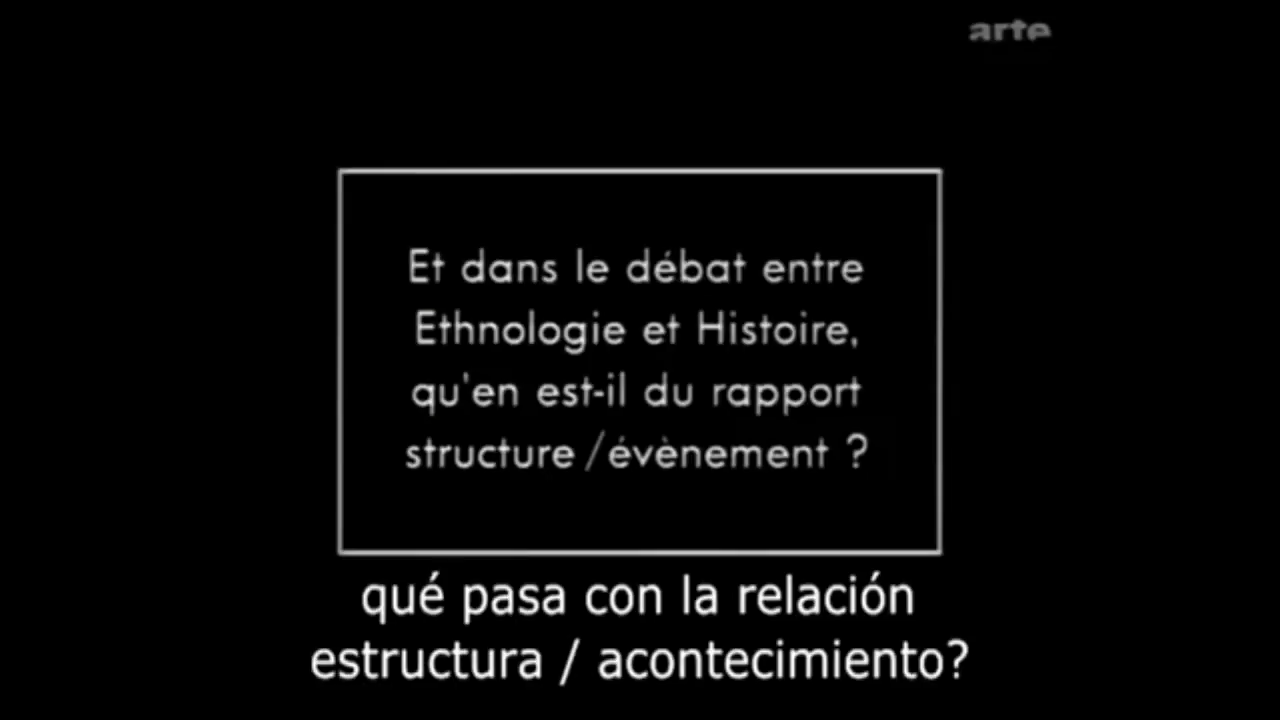 arte
Et dans le débat entre
Ethnologie et Histoire,
qu'en est-il du rapport
structure / évènement ?
qué pasa con la relación
estructura / acontecimiento?